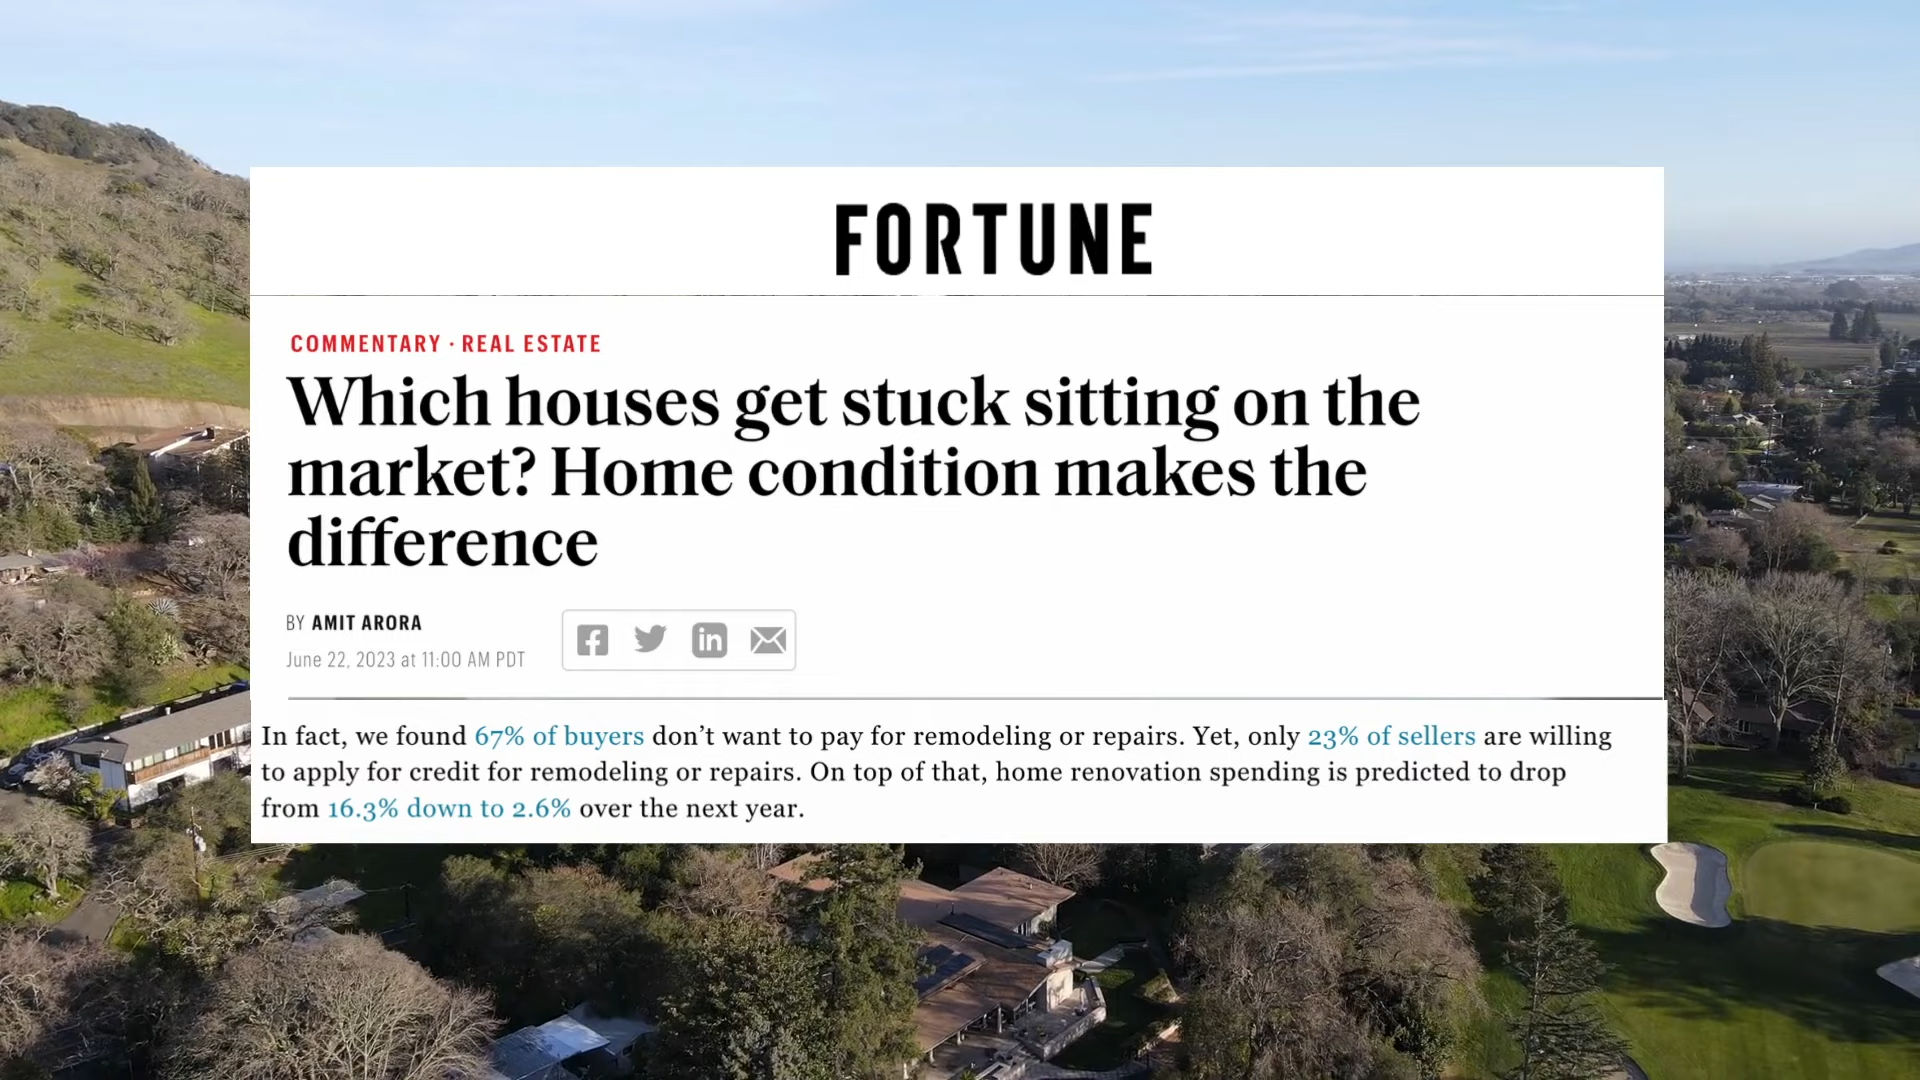 FORTUNE
COMMENTARY · REAL ESTATE
Which houses get stuck sitting on the
market? Home condition makes the
difference
BY AMIT ARORA
June 22, 2023 at 11:00 AM PDT
In fact, we found 67% of buyers don’t want to pay for remodeling or repairs. Yet, only 23% of sellers are willing
to apply for credit for remodeling or repairs. On top of that, home renovation spending is predicted to drop
from 16.3% down to 2.6% over the next year.